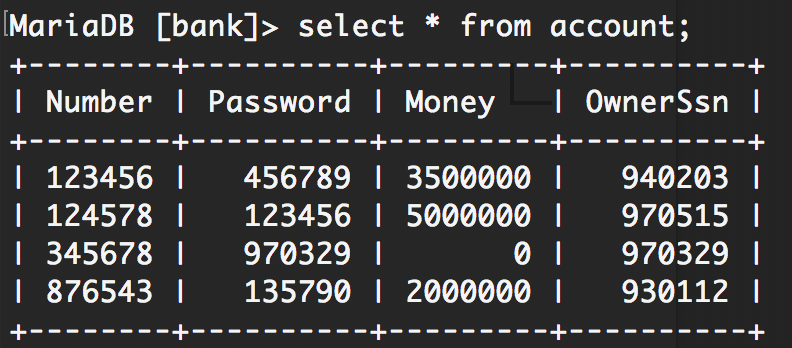 MariaDB [bank]> select * from account;
+--------+----------+---------+----------+
| Number | Password | Money   | OwnerSsn |
+--------+----------+---------+----------+
| 123456 |   456789 | 3500000 |   940203 |
| 124578 |   123456 | 5000000 |   970515 |
| 345678 |   970329 |       0 |   970329 |
| 876543 |   135790 | 2000000 |   930112 |
+--------+----------+---------+----------+